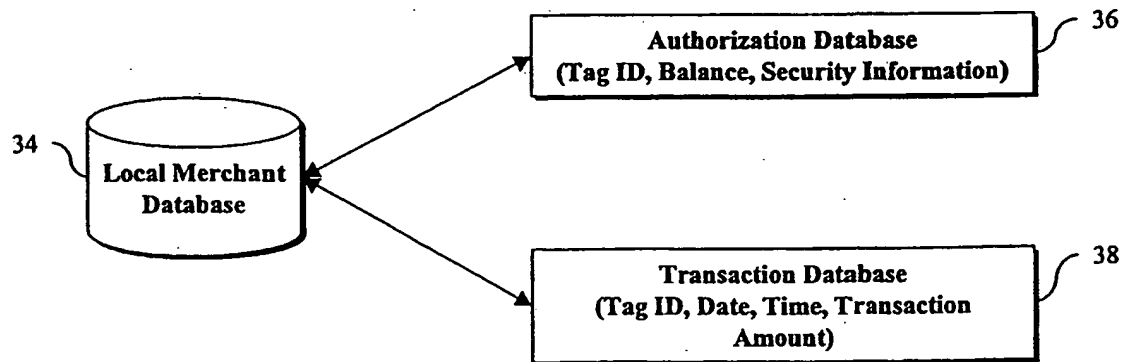 Authorization Database
(Tag ID, Balance, Security Information)
36
34
Local Merchant
Database
Transaction Database
(Tag ID, Date, Time, Transaction
Amount)
38